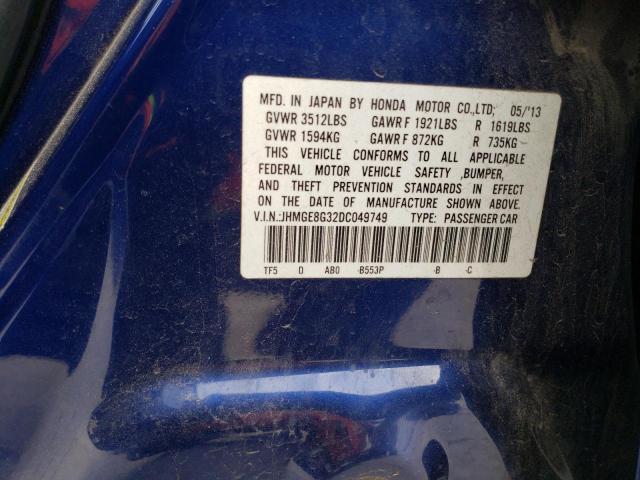 MFD. IN JAPAN BY HONDA MOTOR CO.,LTD; 05/'13
GVWR 3512LBS GAWR F 1921LBS R 1619LBS
GVWR 1594KG GAWR F 872KG R 735KG
THIS VEHICLE CONFORMS TO ALL APPLICABLE
FEDERAL MOTOR VEHICLE SAFETY ,BUMPER,
AND THEFT PREVENTION STANDARDS IN EFFECT
ON THE DATE OF MANUFACTURE SHOWN ABOVE.
V.I.N.:JHMGE8G32DC049749 TYPE: PASSENGER CAR
TF5 D AB0 -B553P -B -C